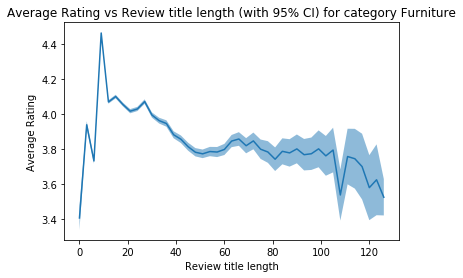 Average Rating vs Review title length (with 95% CI) for category Furniture
Average Rating
4.4
4.2
4.0
3.8
3.6
3.4
0 20 40 60 80 100 120
Review title length